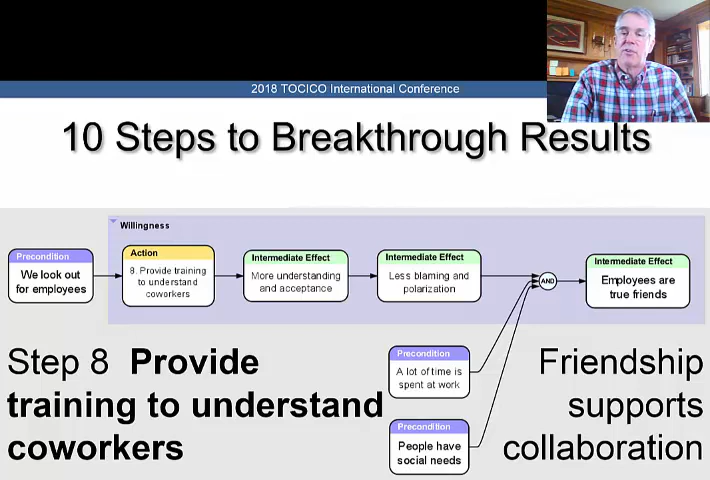 2018 TOCICO International Conference
10 Steps to Breakthrough Results
Willingness
Precondition
We look out
for employees
Action
8. Provide training
to understand
coworkers
Intermediate Effect
More understanding
and acceptance
Intermediate Effect
Less blaming and
polarization
AND
Intermediate Effect
Employees are
true friends
Precondition
A lot of time is
spent at work
Precondition
People have
social needs
Step 8 Provide
training to understand
coworkers
Friendship
supports
collaboration